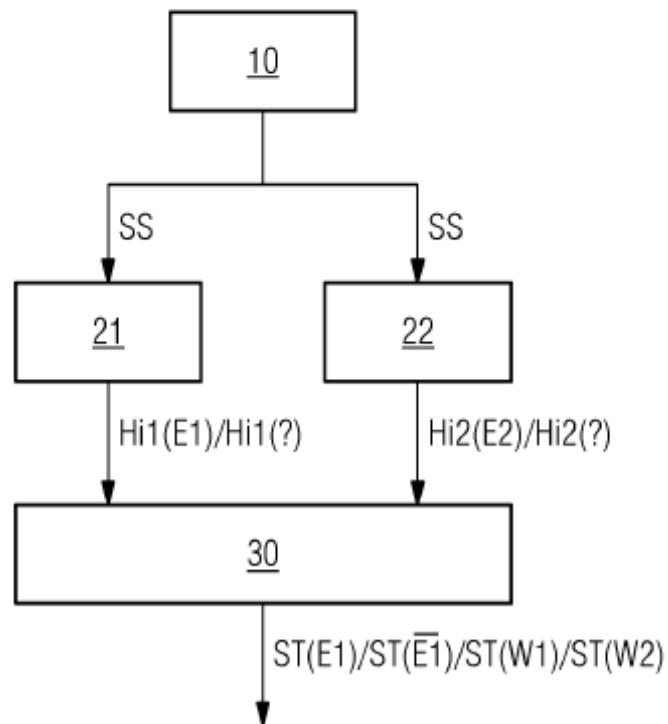 10
SS SS
21 22
Hi1(E1)/Hi1(?) Hi2(E2)/Hi2(?)
30
ST(E1)/ST(E̅1̅)/ST(W1)/ST(W2)